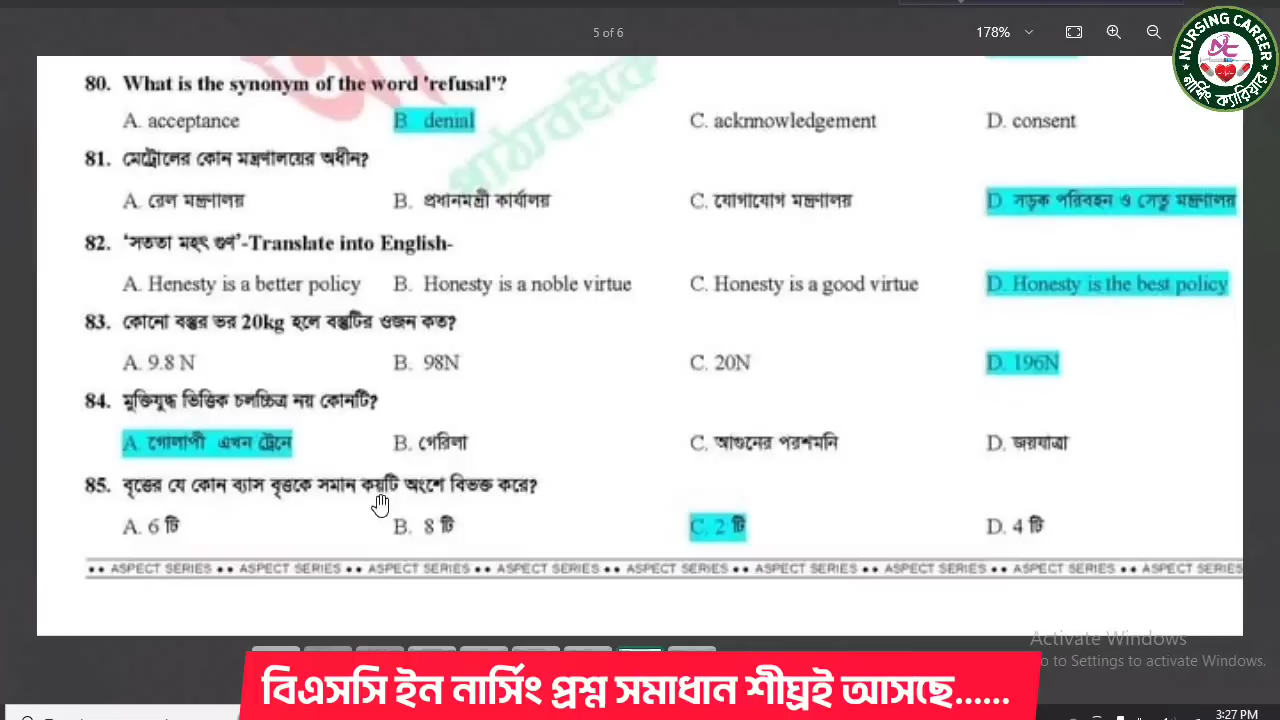 5 of 6
178%
NURSING CAREER
নার্সিং ক্যারিয়ার
80. What is the synonym of the word 'refusal'?
A. acceptance B. denial C. acknnowledgement D. consent
81. মেট্রোলের কোন মন্ত্রণালয়ের অধীন?
A. রেল মন্ত্রণালয় B. প্রধানমন্ত্রী কার্যালয় C. যোগাযোগ মন্ত্রণালয় D. সড়ক পরিবহন ও সেতু মন্ত্রণালয়
82. ‘সততা মহৎ গুণ’-Translate into English-
A. Henesty is a better policy B. Honesty is a noble virtue C. Honesty is a good virtue D. Honesty is the best policy
83. কোনো বস্তুর ভর 20kg হলে বস্তুটির ওজন কত?
A. 9.8 N B. 98N C. 20N D. 196N
84. মুক্তিযুদ্ধ ভিত্তিক চলচ্চিত্র নয় কোনটি?
A. গোলাপী এখন ট্রেনে B. গেরিলা C. আগুনের পরশমনি D. জয়যাত্রা
85. বৃত্তের যে কোন ব্যাস বৃত্তকে সমান কয়টি অংশে বিভক্ত করে?
A. 6 টি B. 8 টি C. 2 টি D. 4 টি
•• ASPECT SERIES •• ASPECT SERIES •• ASPECT SERIES •• ASPECT SERIES •• ASPECT SERIES •• ASPECT SERIES •• ASPECT SERIES •• ASPECT SERIES •• ASPECT SERIES
Activate Windows
Go to Settings to activate Windows.
বিএসসি ইন নার্সিং প্রশ্ন সমাধান শীঘ্রই আসছে......
3:27 PM